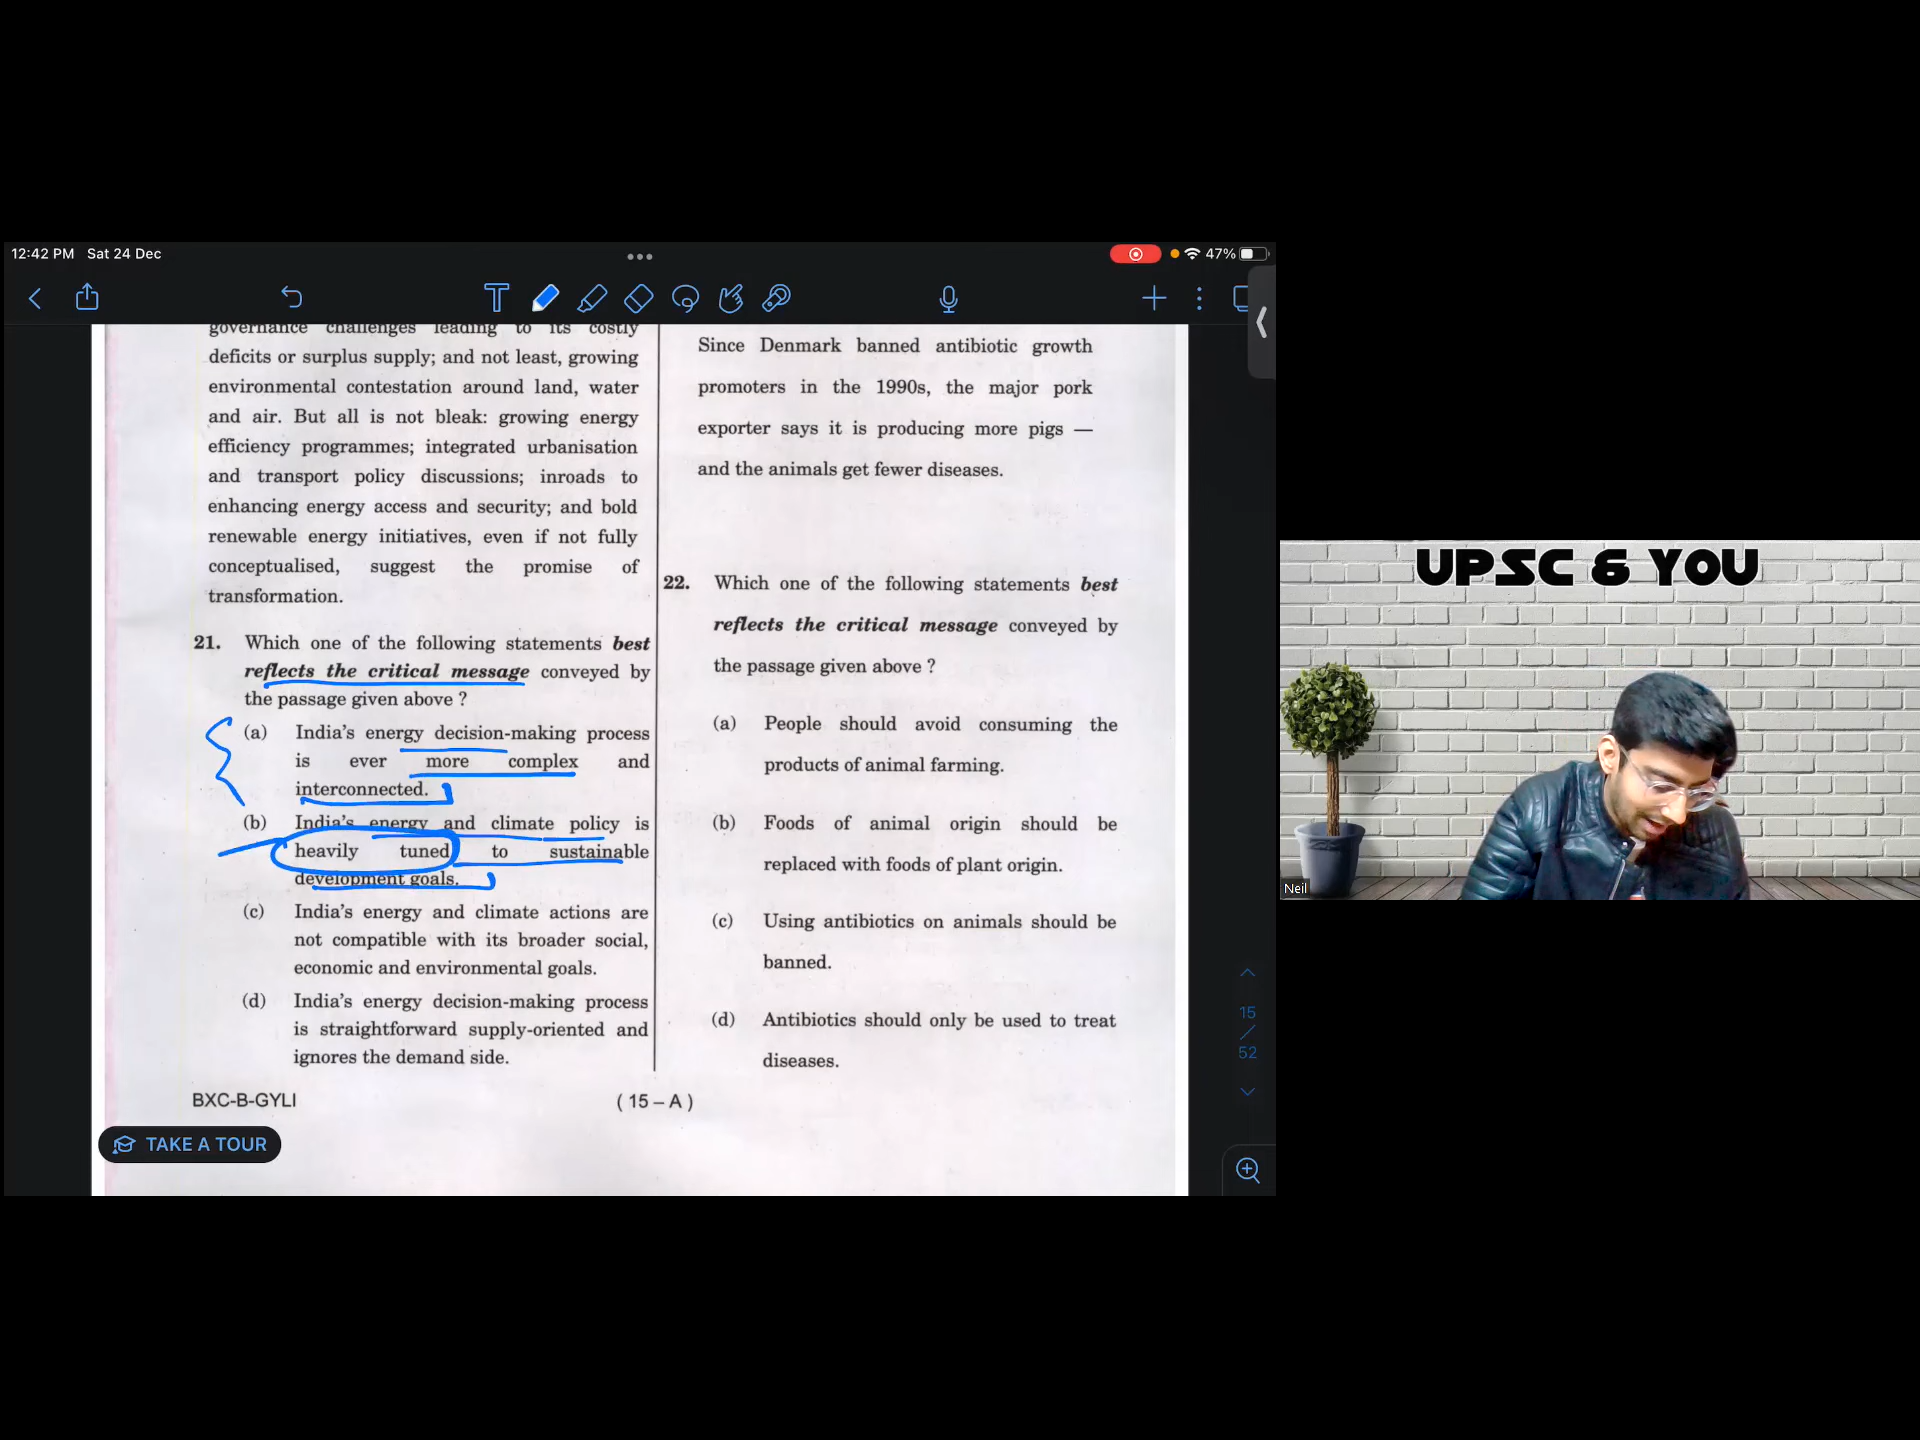 12:42 PM Sat 24 Dec
47%
governance challenges leading to its costly
deficits or surplus supply; and not least, growing
environmental contestation around land, water
and air. But all is not bleak: growing energy
efficiency programmes; integrated urbanisation
and transport policy discussions; inroads to
enhancing energy access and security; and bold
renewable energy initiatives, even if not fully
conceptualised, suggest the promise of
transformation.
21. Which one of the following statements best
reflects the critical message conveyed by
the passage given above ?
(a) India's energy decision-making process
is ever more complex and
interconnected.
(b) India's energy and climate policy is
heavily tuned to sustainable
development goals.
(c) India's energy and climate actions are
not compatible with its broader social,
economic and environmental goals.
(d) India's energy decision-making process
is straightforward supply-oriented and
ignores the demand side.
Since Denmark banned antibiotic growth
promoters in the 1990s, the major pork
exporter says it is producing more pigs —
and the animals get fewer diseases.
22. Which one of the following statements best
reflects the critical message conveyed by
the passage given above ?
(a) People should avoid consuming the
products of animal farming.
(b) Foods of animal origin should be
replaced with foods of plant origin.
(c) Using antibiotics on animals should be
banned.
(d) Antibiotics should only be used to treat
diseases.
BXC-B-GYLI
( 15 – A )
TAKE A TOUR
15
/
52
UPSC & YOU
Neil